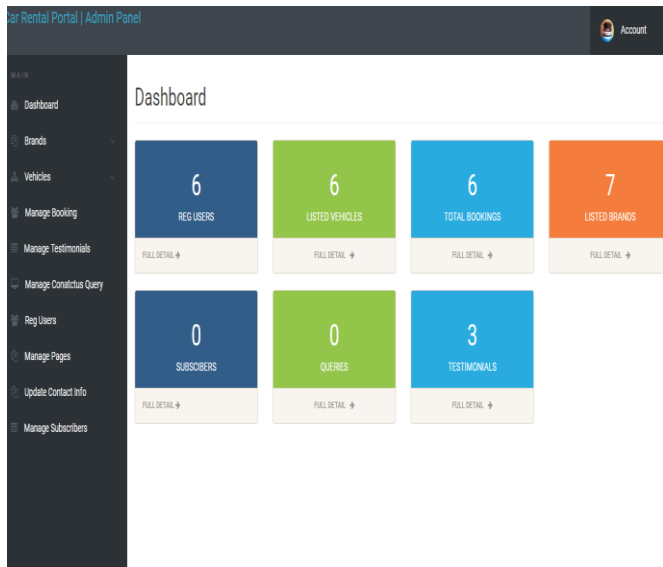 Car Rental Portal | Admin Panel
Account
MAIN
Dashboard
Brands
Vehicles
Manage Booking
Manage Testimonials
Manage Conatctus Query
Reg Users
Manage Pages
Update Contact Info
Manage Subscribers
Dashboard
6
REG USERS
FULL DETAIL
6
LISTED VEHICLES
FULL DETAIL
6
TOTAL BOOKINGS
FULL DETAIL
7
LISTED BRANDS
FULL DETAIL
0
SUBSCIBERS
FULL DETAIL
0
QUERIES
FULL DETAIL
3
TESTIMONIALS
FULL DETAIL